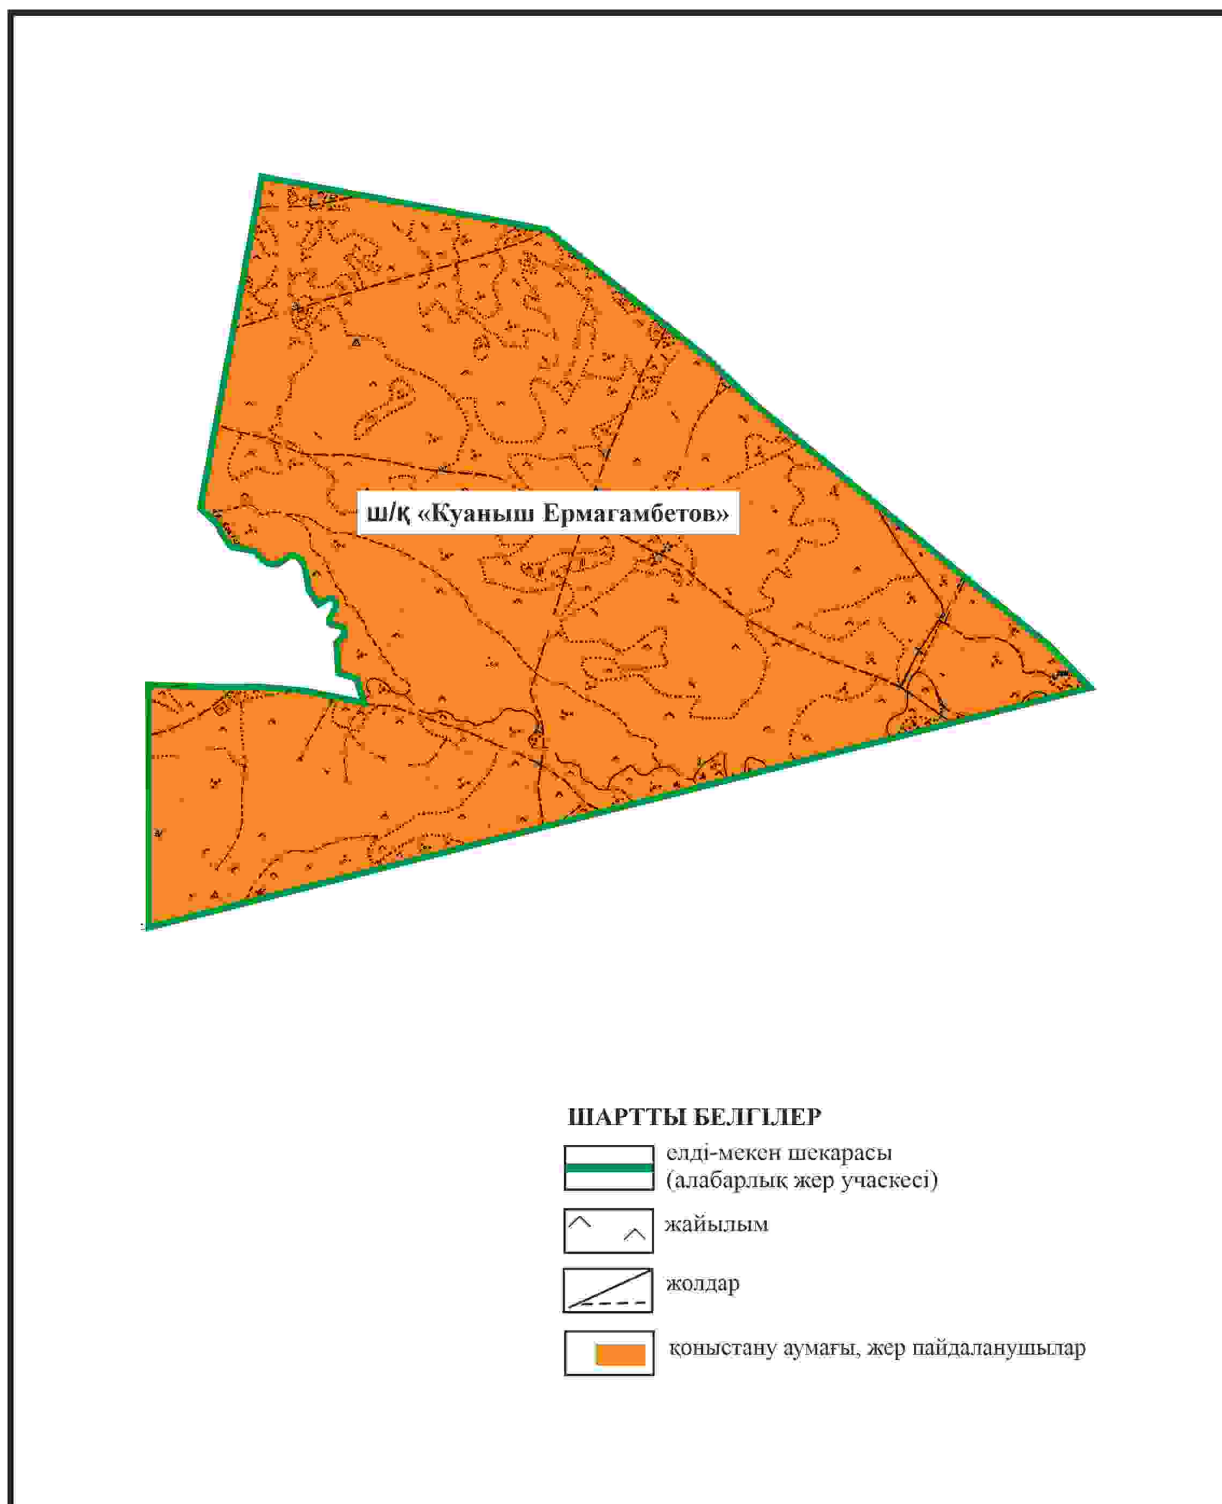 ш/қ «Куаныш Ермагамбетов»
ШАРТТЫ БЕЛГІЛЕР
елді-мекен шекарасы
(алабарлық жер учаскесі)
жайылым
жолдар
қоныстану аумағы, жер пайдаланушылар